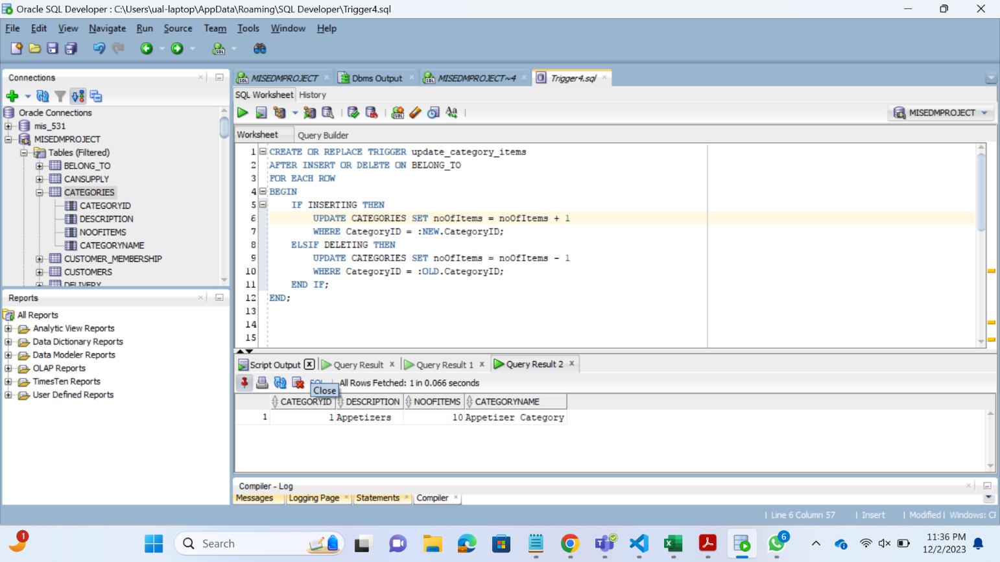 Oracle SQL Developer : C:\Users\ual-laptop\AppData\Roaming\SQL Developer\Trigger4.sql
File Edit View Navigate Run Source Team Tools Window Help
Connections
Oracle Connections
mis_531
MISEDMPROJECT
Tables (Filtered)
BELONG_TO
CANSUPPLY
CATEGORIES
CATEGORYID
DESCRIPTION
NOOFITEMS
CATEGORYNAME
CUSTOMER_MEMBERSHIP
CUSTOMERS
DELIVERY
Reports
All Reports
Analytic View Reports
Data Dictionary Reports
Data Modeler Reports
OLAP Reports
TimesTen Reports
User Defined Reports
MISEDMPROJECT Dbms Output MISEDMPROJECT~4 Trigger4.sql
SQL Worksheet History
MISEDMPROJECT
Worksheet Query Builder
1 CREATE OR REPLACE TRIGGER update_category_items
2 AFTER INSERT OR DELETE ON BELONG_TO
3 FOR EACH ROW
4 BEGIN
5 IF INSERTING THEN
6 UPDATE CATEGORIES SET noOfItems = noOfItems + 1
7 WHERE CategoryID = :NEW.CategoryID;
8 ELSIF DELETING THEN
9 UPDATE CATEGORIES SET noOfItems = noOfItems - 1
10 WHERE CategoryID = :OLD.CategoryID;
11 END IF;
12 END;
13
14
15
Script Output Query Result Query Result 1 Query Result 2
SQL | All Rows Fetched: 1 in 0.066 seconds
Close
CATEGORYID DESCRIPTION NOOFITEMS CATEGORYNAME
1 1 Appetizers 10 Appetizer Category
Compiler - Log
Messages Logging Page Statements Compiler
| Line 6 Column 57 | Insert | Modified | Windows: CF
1 Search 6 11:36 PM
12/2/2023